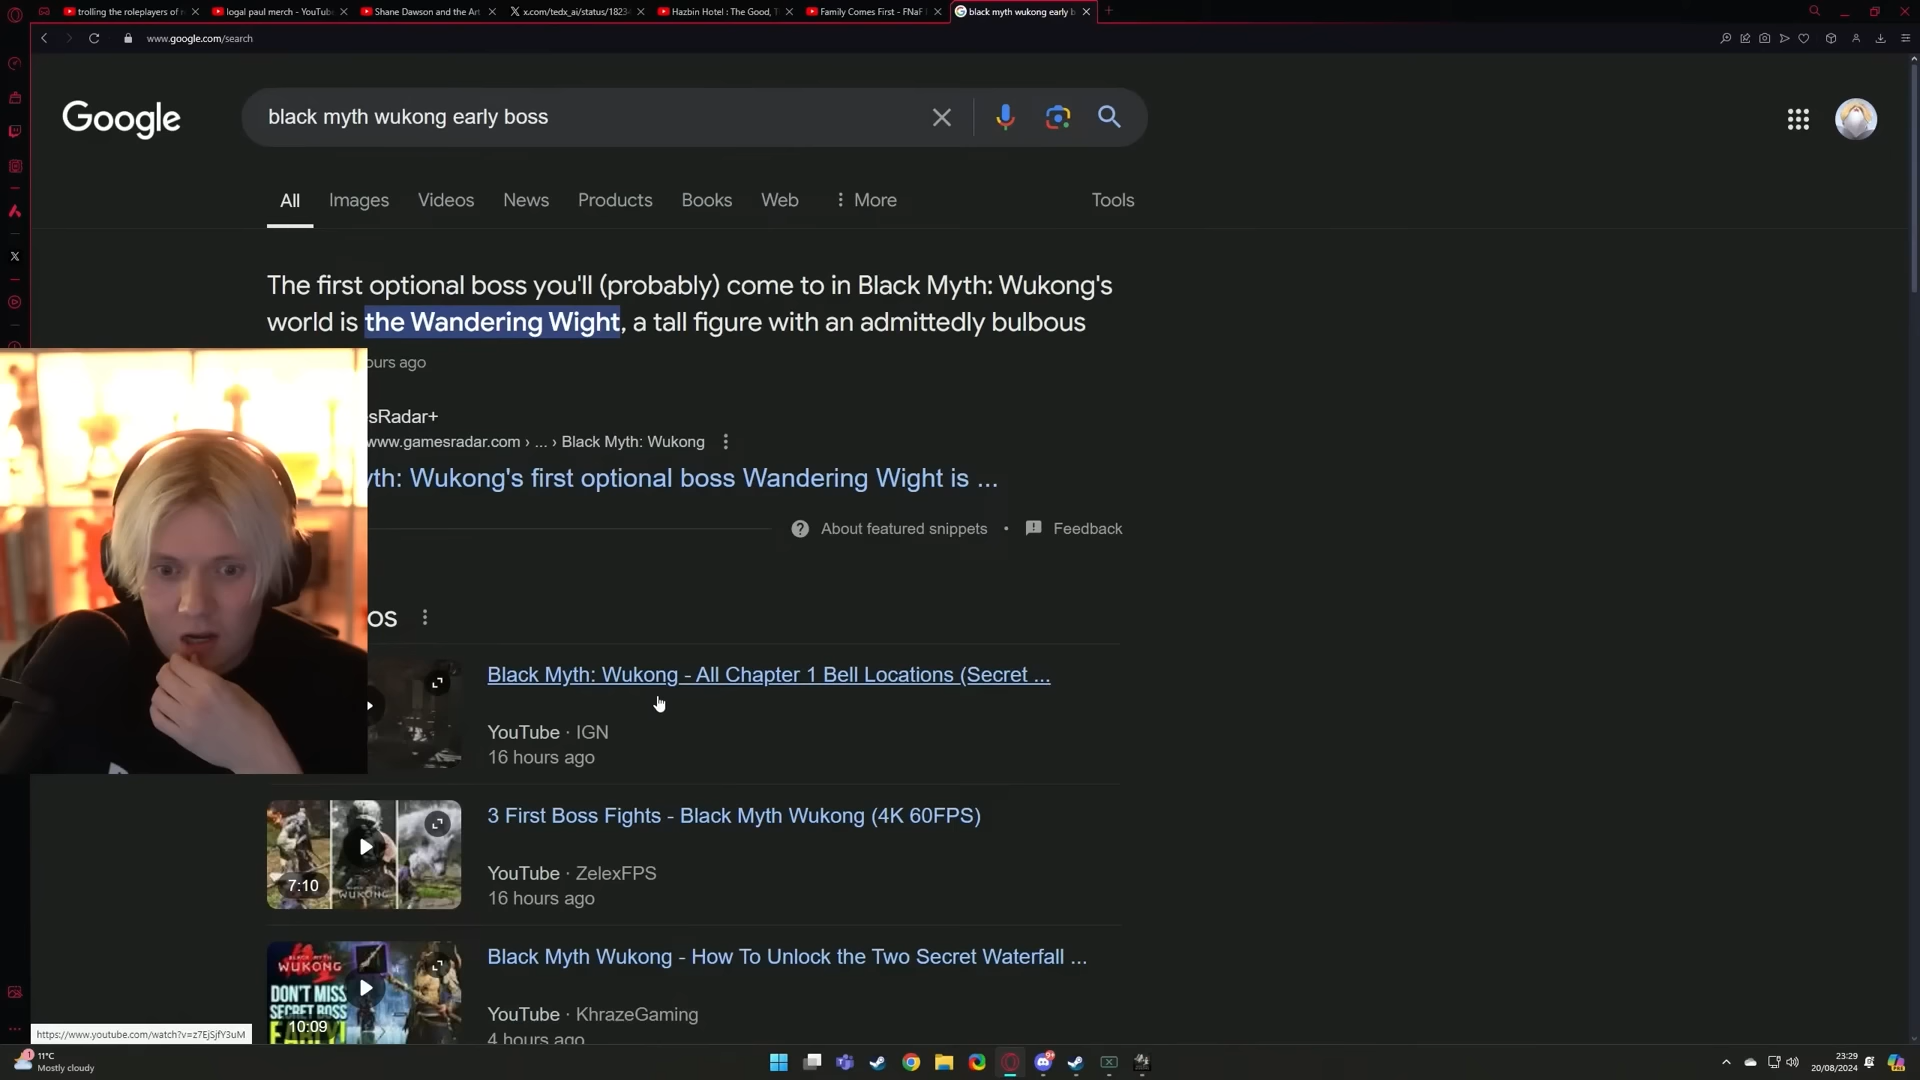 trolling the roleplayers of r
logal paul merch - YouTube
Shane Dawson and the Art
x.com/tedx_ai/status/1823
Hazbin Hotel : The Good, T
Family Comes First - FNaF
black myth wukong early b
www.google.com/search
Google
black myth wukong early boss
All
Images
Videos
News
Products
Books
Web
More
Tools
The first optional boss you'll (probably) come to in Black Myth: Wukong's
world is the Wandering Wight, a tall figure with an admittedly bulbous
ours ago
sRadar+
www.gamesradar.com › ... › Black Myth: Wukong
yth: Wukong's first optional boss Wandering Wight is ...
About featured snippets • Feedback
os
Black Myth: Wukong - All Chapter 1 Bell Locations (Secret ...
YouTube · IGN
16 hours ago
3 First Boss Fights - Black Myth Wukong (4K 60FPS)
YouTube · ZelexFPS
16 hours ago
WUKONG
7:10
Black Myth Wukong - How To Unlock the Two Secret Waterfall ...
YouTube · KhrazeGaming
4 hours ago
BLACK MYTH
WUKONG
DON'T MISS
SECRET BOSS
EARLY!
10:09
https://www.youtube.com/watch?v=z7EjSjfY3uM
11°C
Mostly cloudy
23:29
20/08/2024